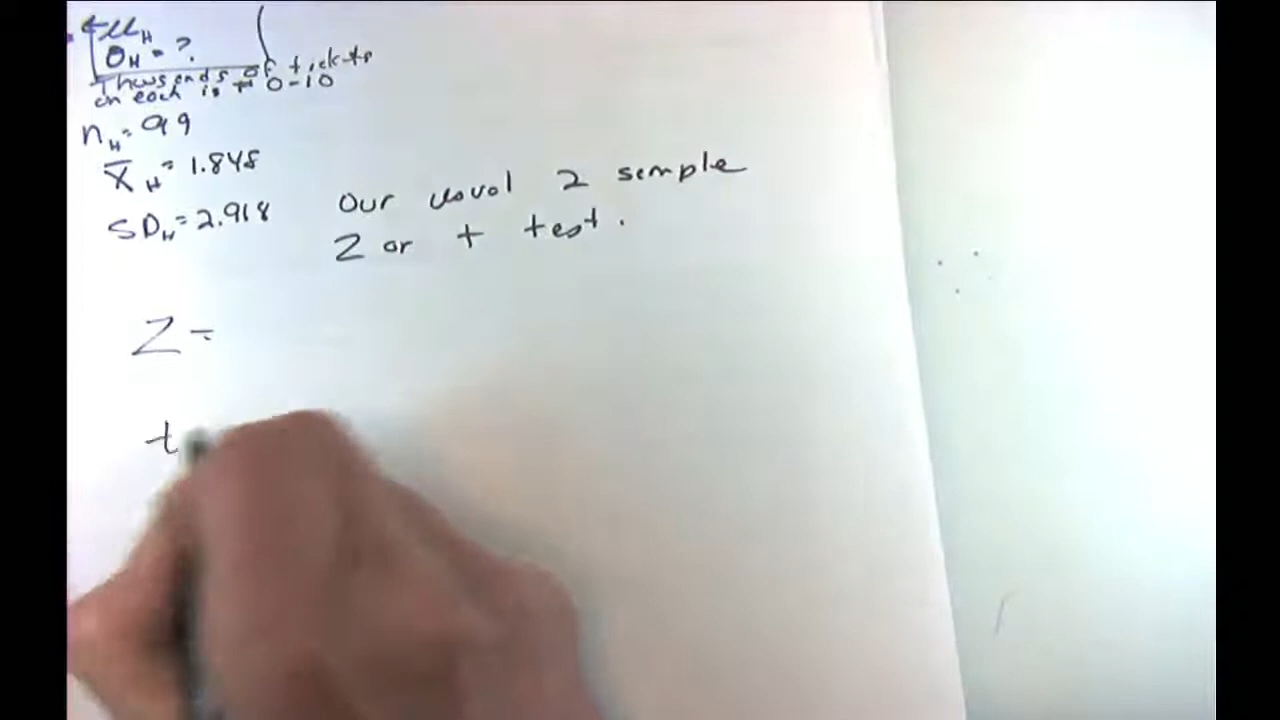 μH
σH = ?
Thousands of tickets
on each is + 0-10
nH = 99
X̄H = 1.848
SDH = 2.918
Our usual 2 sample
Z or t test.
Z =
t